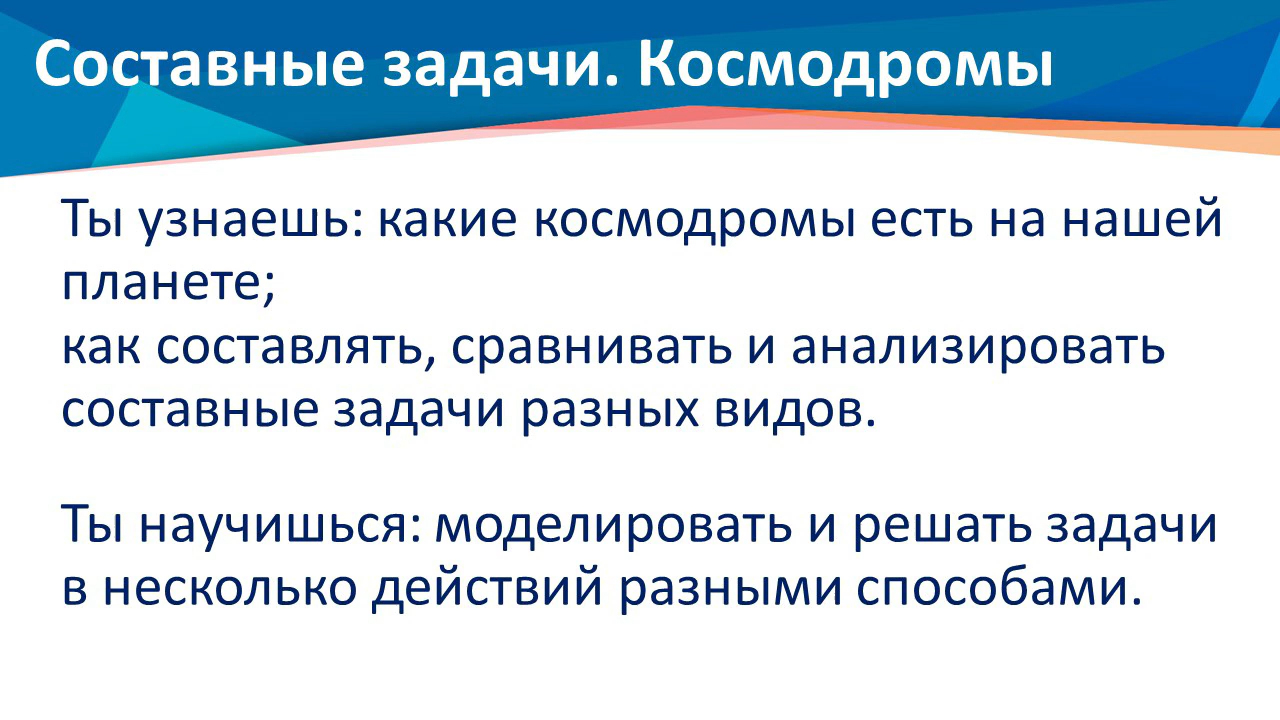 Составные задачи. Космодромы
Ты узнаешь: какие космодромы есть на нашей
планете;
как составлять, сравнивать и анализировать
составные задачи разных видов.
Ты научишься: моделировать и решать задачи
в несколько действий разными способами.